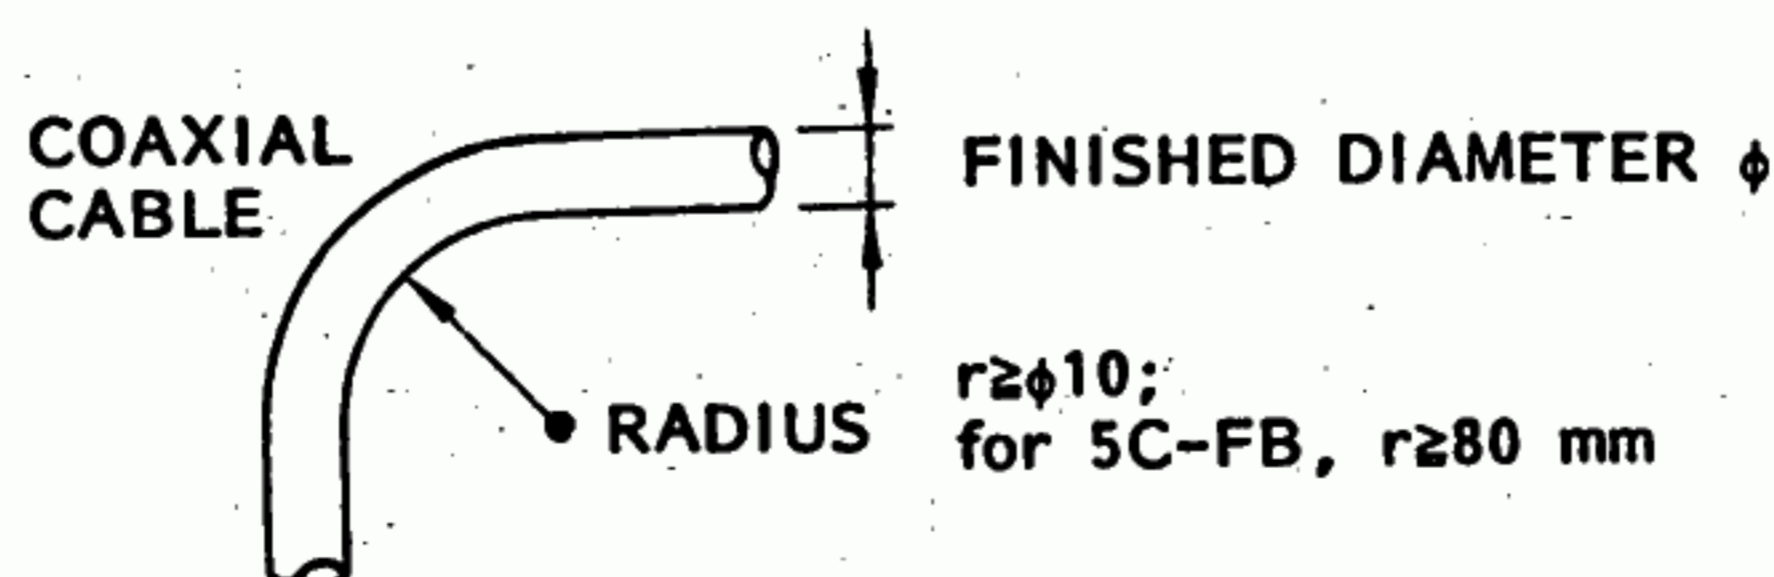 COAXIAL
CABLE
FINISHED DIAMETER ϕ
RADIUS
r≧ϕ10;
for 5C-FB, r≧80 mm